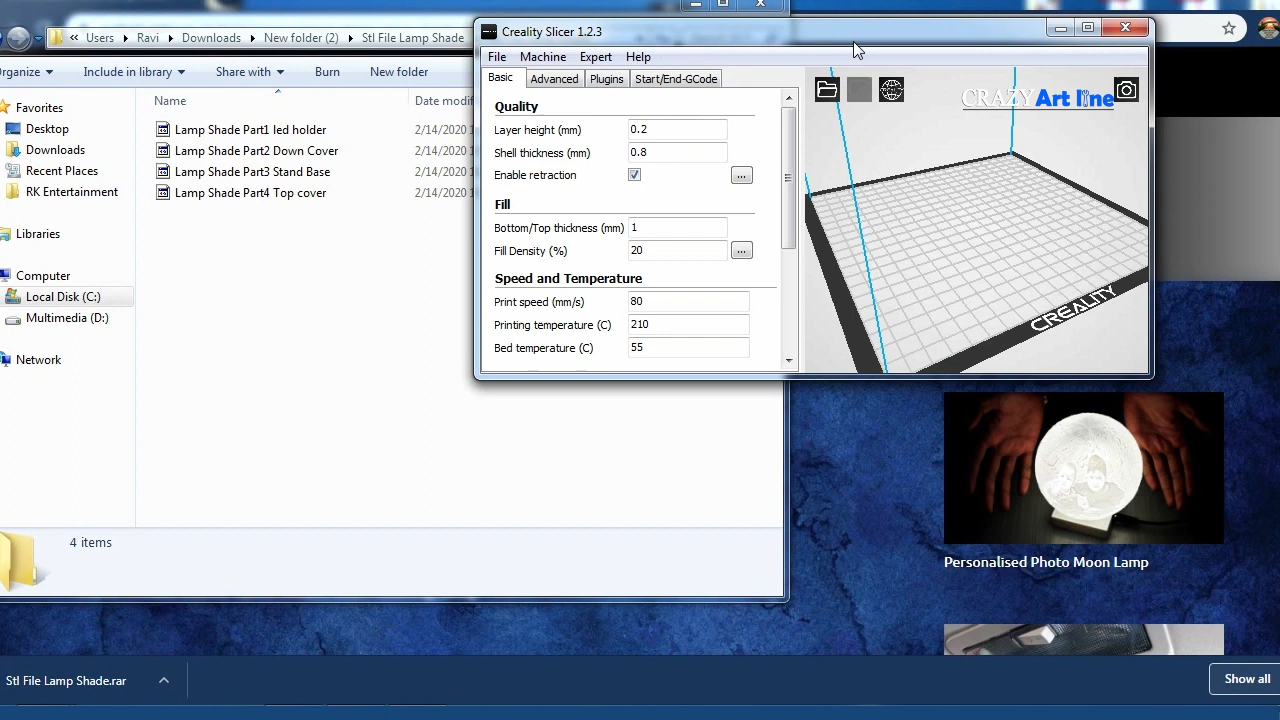 Users
Ravi
Downloads
New folder (2)
Stl File Lamp Shade
Organize
Include in library
Share with
Burn
New folder
Favorites
Desktop
Downloads
Recent Places
RK Entertainment
Libraries
Computer
Local Disk (C:)
Multimedia (D:)
Network
Name
Date modif
Lamp Shade Part1 led holder
2/14/2020 1
Lamp Shade Part2 Down Cover
2/14/2020 1
Lamp Shade Part3 Stand Base
2/14/2020 1
Lamp Shade Part4 Top cover
2/14/2020 1
4 items
Creality Slicer 1.2.3
File Machine Expert Help
Basic Advanced Plugins Start/End-GCode
Quality
Layer height (mm) 0.2
Shell thickness (mm) 0.8
Enable retraction ...
Fill
Bottom/Top thickness (mm) 1
Fill Density (%) 20 ...
Speed and Temperature
Print speed (mm/s) 80
Printing temperature (C) 210
Bed temperature (C) 55
CRAZY Art line
CREALITY
Personalised Photo Moon Lamp
Stl File Lamp Shade.rar
Show all